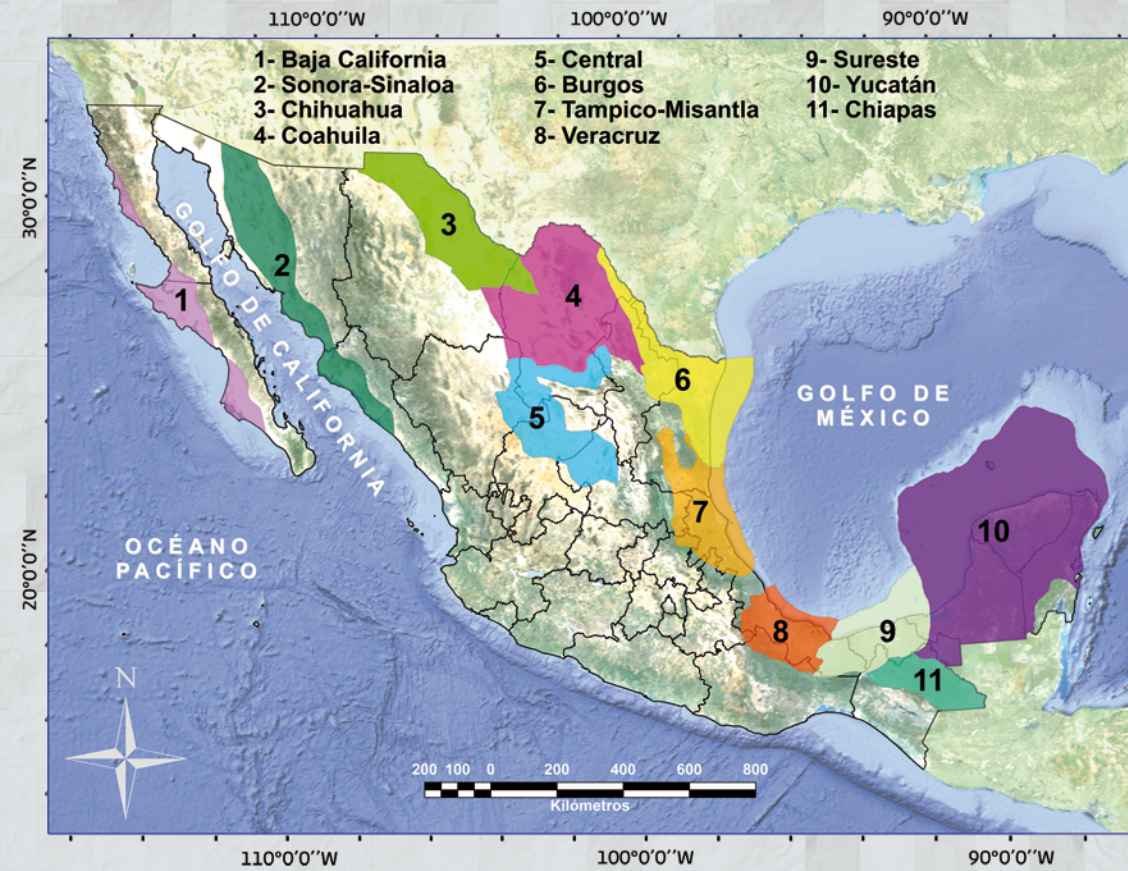 110°0'0''W 100°0'0''W 90°0'0''W
1- Baja California
2- Sonora-Sinaloa
3- Chihuahua
4- Coahuila
5- Central
6- Burgos
7- Tampico-Misantla
8- Veracruz
9- Sureste
10- Yucatán
11- Chiapas
30°0'0''N
20°0'0''N
GOLFO DE CALIFORNIA
GOLFO DE
MÉXICO
OCÉANO
PACÍFICO
1
2
3
4
5
6
7
8
9
10
11
N
200 100 0 200 400 600 800
Kilómetros
110°0'0''W 100°0'0''W 90°0'0''W